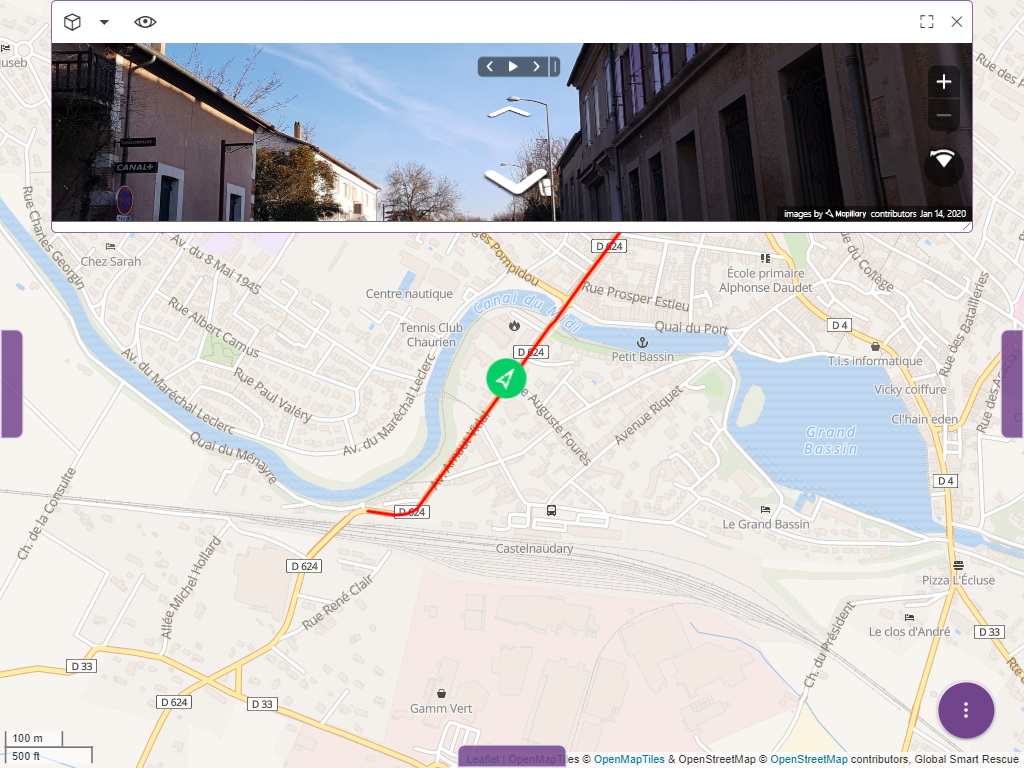 CANAL+
images by Mapillary contributors Jan 14, 2020
Rue des
useb
Rue Charles Georgin
Chez Sarah
Av. du 8 Mai 1945
Rue Albert Camus
Rue Paul Valéry
Av. du Maréchal Leclerc
Av. du Maréchal Leclerc
Quai du Ménayre
Centre nautique
Tennis Club
Chaurien
Canal du Midi
es Pompidou
D 624
Rue Prosper Estieu
École primaire
Alphonse Daudet
ue du Collège
Rue des Batailleries
D 4
Quai du Port
Petit Bassin
D 624
T.i.s informatique
Vicky coiffure
Cl'hain eden
Rue des As
Grand
Bassin
e Auguste Fourès
Avenue Riquet
Av. Arnaut Vidal
D 4
Le Grand Bassin
D 624
Castelnaudary
Ch. de la Consulte
Allée Michel Hollard
D 624
Rue René Clair
Pizza L'Écluse
Le clos d'André
D 33
Ch. du Président
Rte
D 33
D 624
D 33
Gamm Vert
100 m
500 ft
Leaflet | OpenMapTiles © OpenMapTiles & OpenStreetMap © OpenStreetMap contributors, Global Smart Rescue